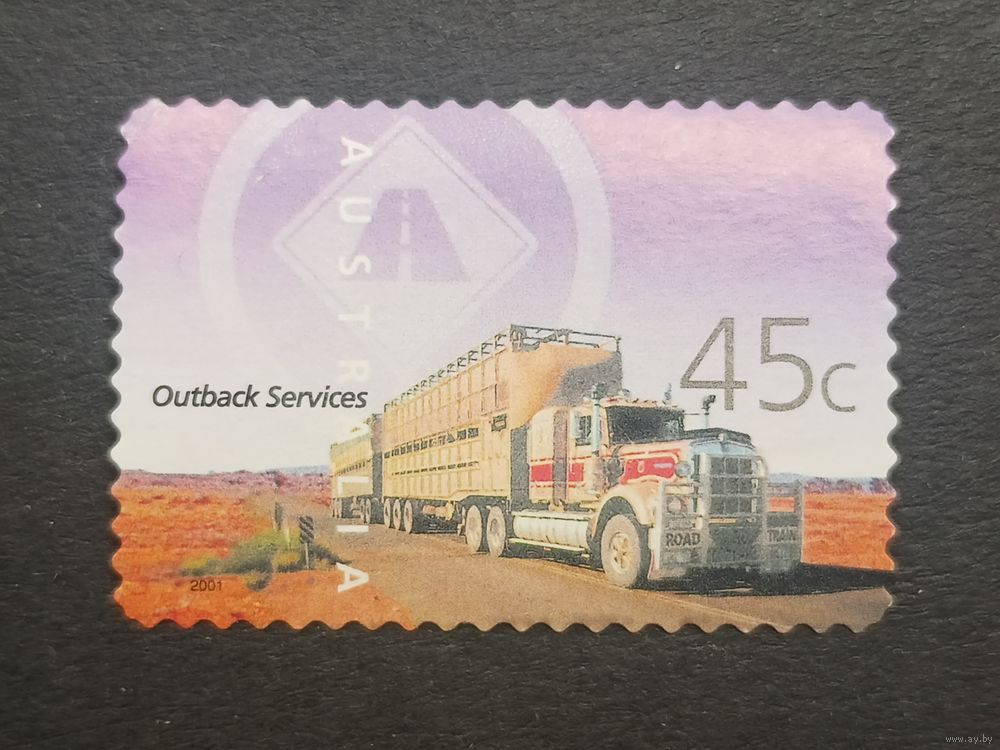 AUSTRALIA
45c
Outback Services
ROAD TRAIN
2001
www.ay.by